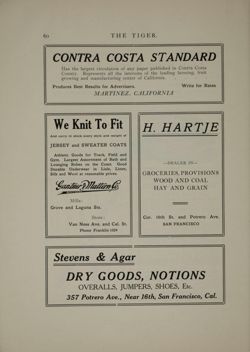 60
THE TIGER.
CONTRA COSTA STANDARD
Has the largest circulation of any paper published in Contra Costa
County. Represents all the interests of the leading farming, fruit
growing and manufacturing center of California.
Produces Best Results for Advertisers. Write for Rates
MARTINEZ, CALIFORNIA
We Knit To Fit
And carry in stock every style and weight of
JERSEY and SWEATER COATS
Athletic Goods for Track, Field and
Gym. Largest Assortment of Bath and
Lounging Robes on the Coast. Good
Durable Underwear in Lisle, Linen,
Silk and Wool at reasonable prices.
Gantner & Mattern Co.
Mills:
Grove and Laguna Sts.
Store:
Van Ness Ave. and Cal. St.
Phone Franklin 1024
H. HARTJE
—DEALER IN—
GROCERIES, PROVISIONS
WOOD AND COAL
HAY AND GRAIN
Cor. 16th St. and Potrero Ave.
SAN FRANCISCO
Stevens & Agar
DRY GOODS, NOTIONS
OVERALLS, JUMPERS, SHOES, Etc.
357 Potrero Ave., Near 16th, San Francisco, Cal.